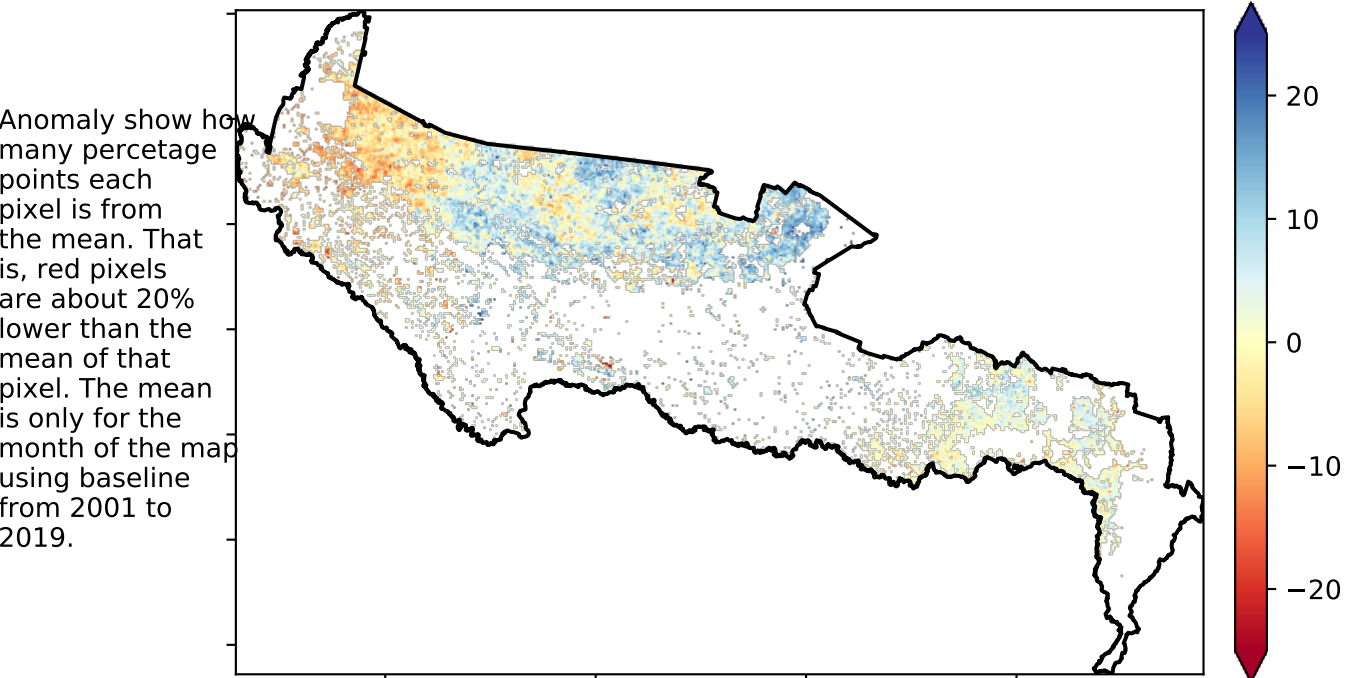 Anomaly show how
many percetage
points each
pixel is from
the mean. That
is, red pixels
are about 20%
lower than the
mean of that
pixel. The mean
is only for the
month of the map
using baseline
from 2001 to
2019.
20
10
0
−10
−20